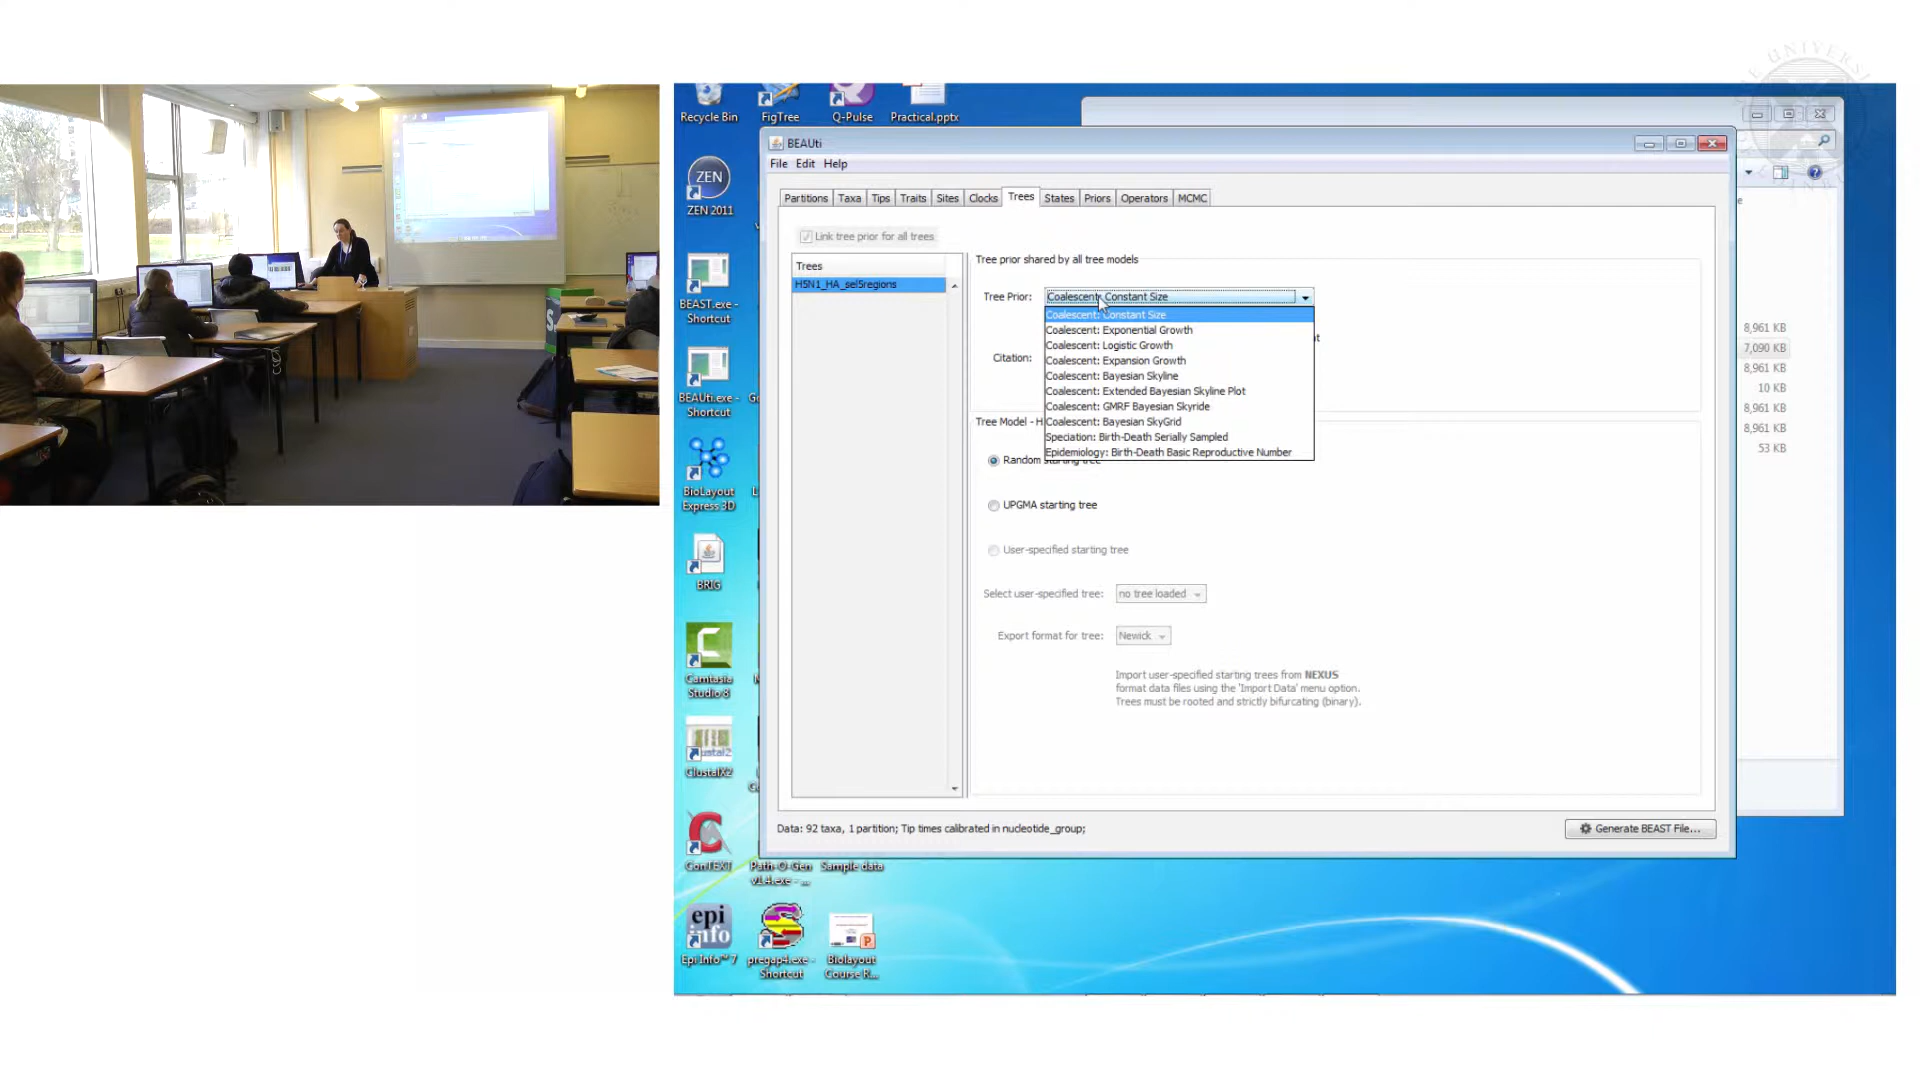 Recycle Bin
FigTree
Q-Pulse
Practical.pptx
BEAUti
File Edit Help
ZEN
ZEN 2011
Partitions Taxa Tips Traits Sites Clocks Trees States Priors Operators MCMC
Link tree prior for all trees
Trees
H5N1_HA_sel5regions
Tree prior shared by all tree models
Tree Prior: Coalescent: Constant Size
Coalescent: Constant Size
Coalescent: Exponential Growth
Coalescent: Logistic Growth
Coalescent: Expansion Growth
Coalescent: Bayesian Skyline
Coalescent: Extended Bayesian Skyline Plot
Coalescent: GMRF Bayesian Skyride
Coalescent: Bayesian SkyGrid
Speciation: Birth-Death Serially Sampled
Epidemiology: Birth-Death Basic Reproductive Number
Citation:
Tree Model - H
Random starting tree
UPGMA starting tree
User-specified starting tree
Select user-specified tree: no tree loaded
Export format for tree: Newick
Import user-specified starting trees from NEXUS
format data files using the 'Import Data' menu option.
Trees must be rooted and strictly bifurcating (binary).
Data: 92 taxa, 1 partition; Tip times calibrated in nucleotide_group;
Generate BEAST File...
8,961 KB
7,090 KB
8,961 KB
10 KB
8,961 KB
8,961 KB
53 KB
BEAST.exe -
Shortcut
BEAUti.exe -
Shortcut
BioLayout
Express 3D
BRIG
Camtasia
Studio 8
ClustalX2
ConTEXT
Path-O-Gen
v1.4.exe - ...
Sample data
epi
info
Epi Info™ 7
pregap4.exe -
Shortcut
Biolayout
Course R...